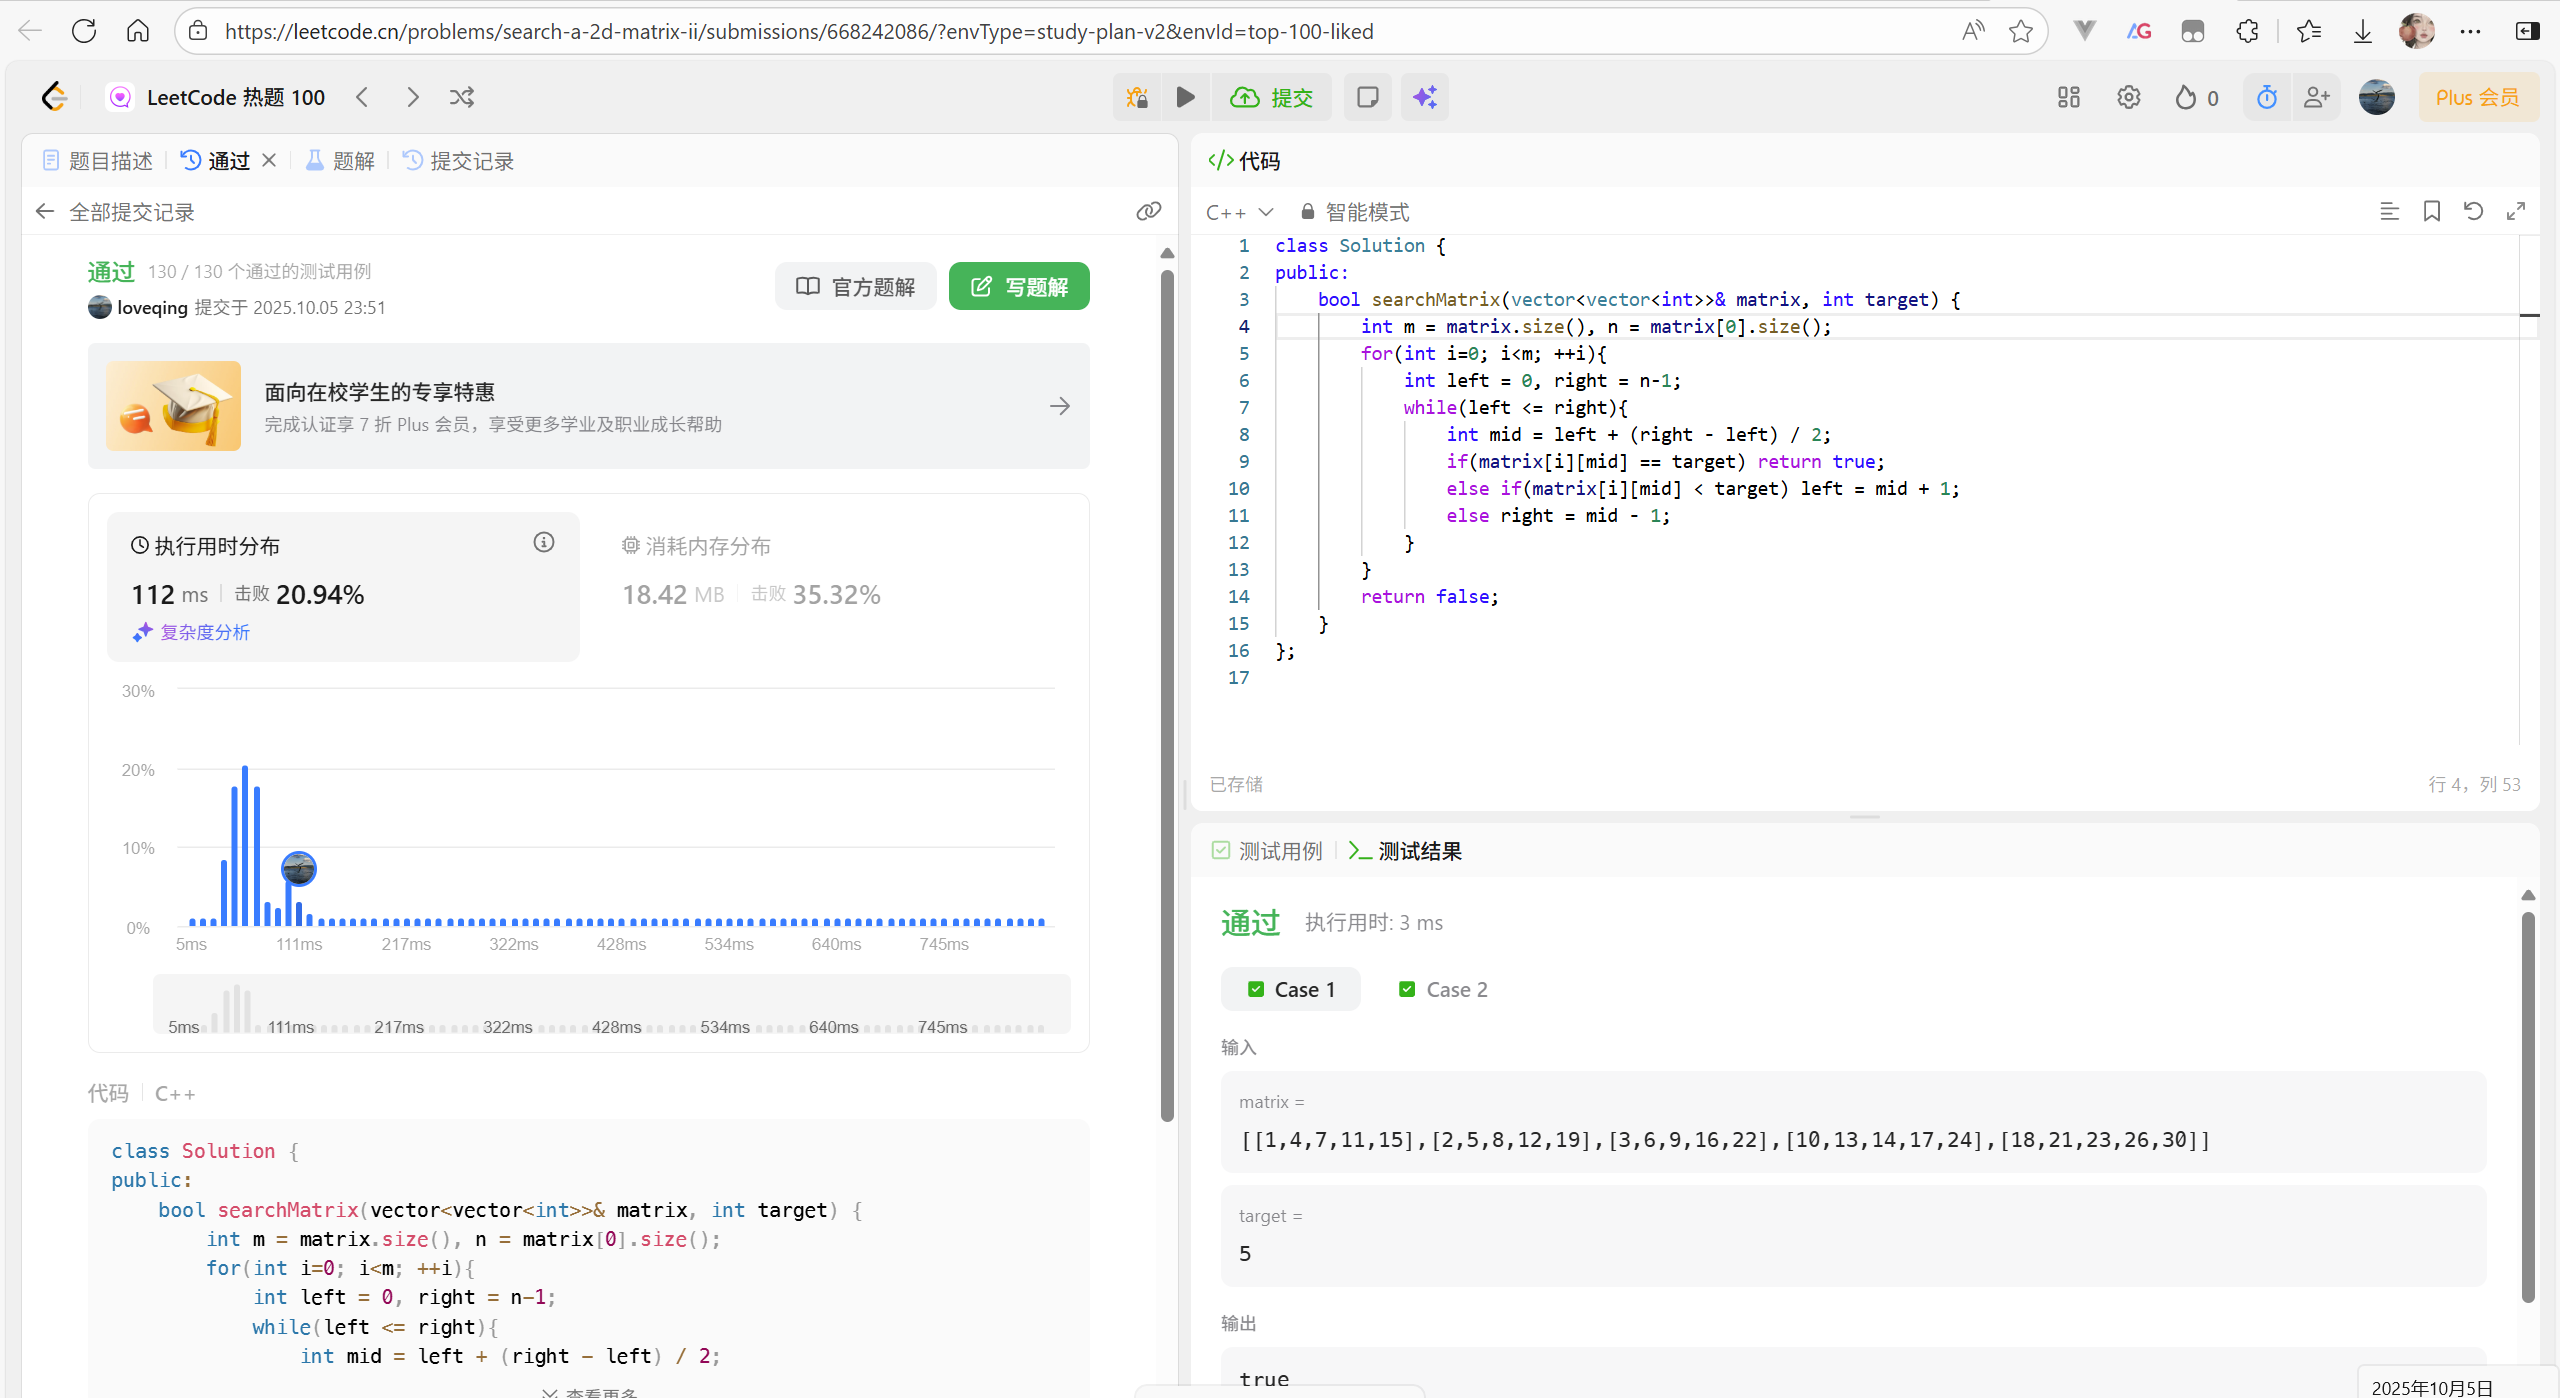 https://leetcode.cn/problems/search-a-2d-matrix-ii/submissions/668242086/?envType=study-plan-v2&envId=top-100-liked
LeetCode 热题 100
提交
0
Plus 会员
题目描述
通过
题解
提交记录
全部提交记录
通过 130 / 130 个通过的测试用例
loveqing 提交于 2025.10.05 23:51
官方题解
写题解
面向在校学生的专享特惠
完成认证享 7 折 Plus 会员，享受更多学业及职业成长帮助
执行用时分布
112 ms 击败 20.94%
复杂度分析
消耗内存分布
18.42 MB 击败 35.32%
30%
20%
10%
0%
5ms 111ms 217ms 322ms 428ms 534ms 640ms 745ms
5ms 111ms 217ms 322ms 428ms 534ms 640ms 745ms
代码 C++
class Solution {
public:
    bool searchMatrix(vector<vector<int>>& matrix, int target) {
        int m = matrix.size(), n = matrix[0].size();
        for(int i=0; i<m; ++i){
            int left = 0, right = n-1;
            while(left <= right){
                int mid = left + (right - left) / 2;
查看更多
代码
C++
智能模式
1 class Solution {
2 public:
3     bool searchMatrix(vector<vector<int>>& matrix, int target) {
4         int m = matrix.size(), n = matrix[0].size();
5         for(int i=0; i<m; ++i){
6             int left = 0, right = n-1;
7             while(left <= right){
8                 int mid = left + (right - left) / 2;
9                 if(matrix[i][mid] == target) return true;
10                 else if(matrix[i][mid] < target) left = mid + 1;
11                 else right = mid - 1;
12             }
13         }
14         return false;
15     }
16 };
17
已存储
行 4，列 53
测试用例
测试结果
通过 执行用时: 3 ms
Case 1
Case 2
输入
matrix =
[[1,4,7,11,15],[2,5,8,12,19],[3,6,9,16,22],[10,13,14,17,24],[18,21,23,26,30]]
target =
5
输出
true
2025年10月5日